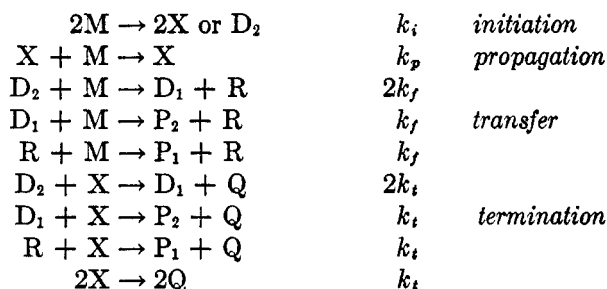 2M → 2X or D₂ kᵢ initiation
X + M → X kₚ propagation
D₂ + M → D₁ + R 2k_f
D₁ + M → P₂ + R k_f transfer
R + M → P₁ + R k_f
D₂ + X → D₁ + Q 2kₜ
D₁ + X → P₂ + Q kₜ termination
R + X → P₁ + Q kₜ
2X → 2Q kₜ